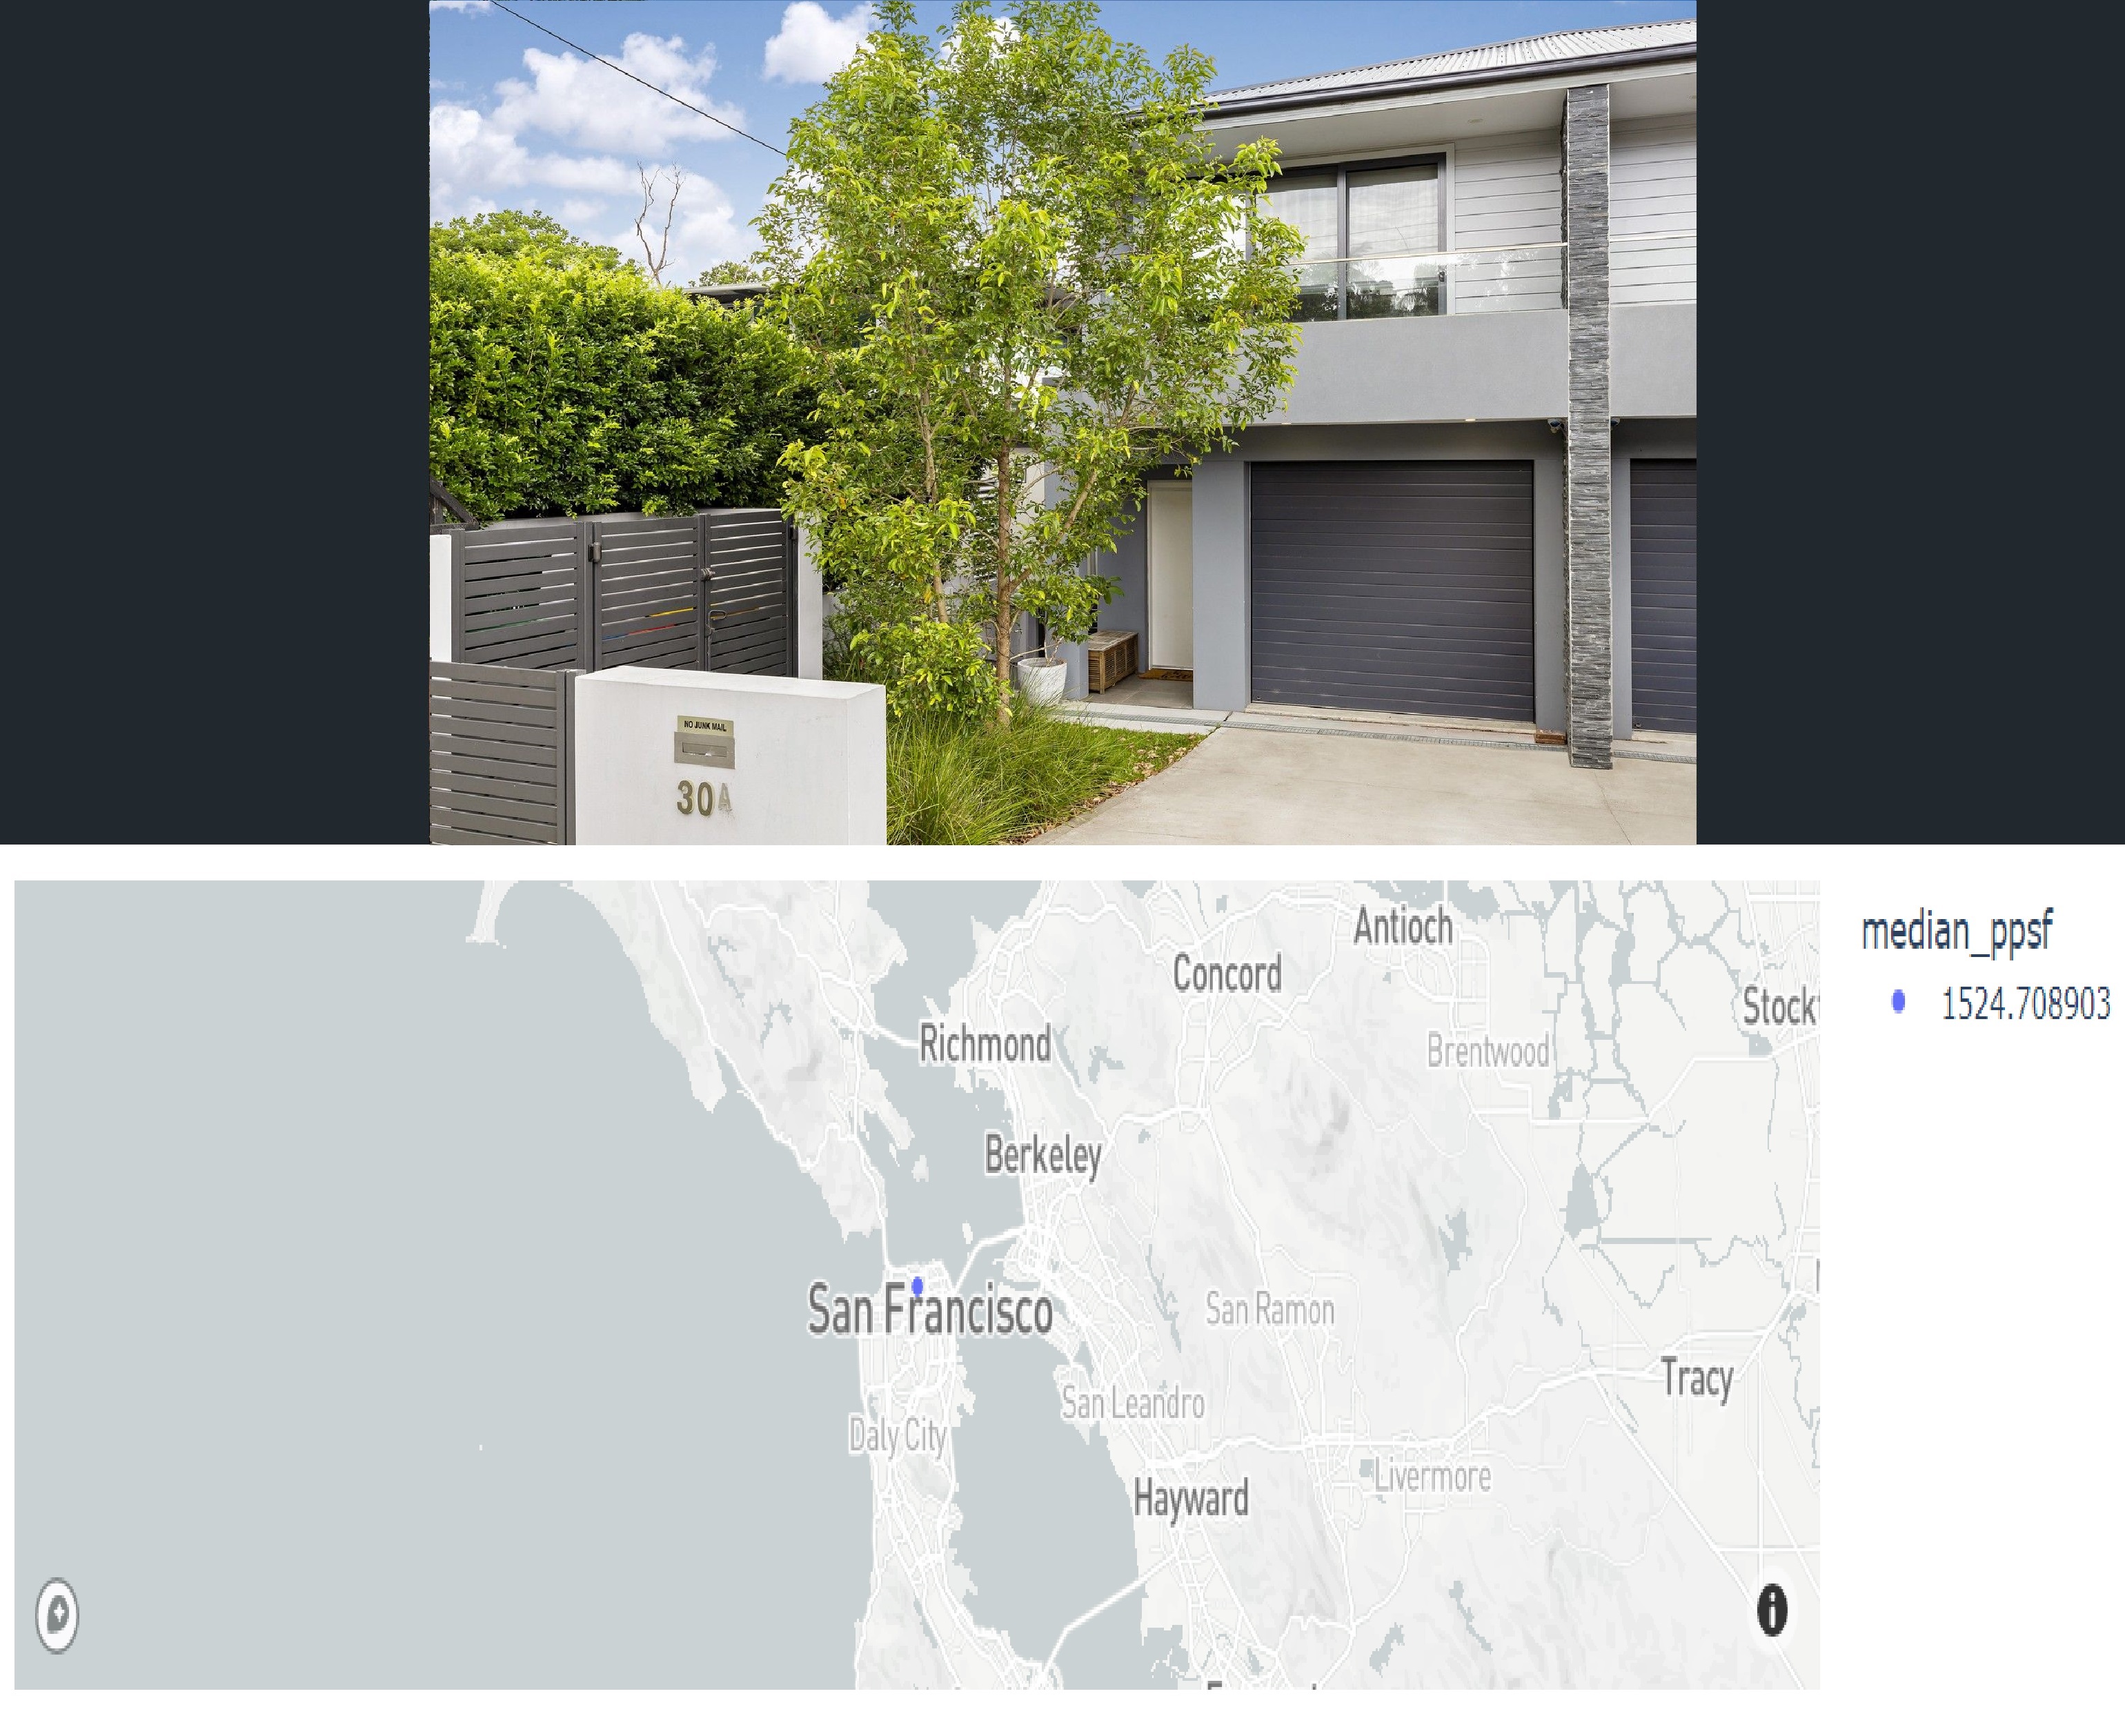 NO JUNK MAIL
30A
median_ppsf
1524.708903
Antioch
Concord
Stock
Richmond
Brentwood
Berkeley
San Francisco
San Ramon
Tracy
San Leandro
Daly City
Livermore
Hayward